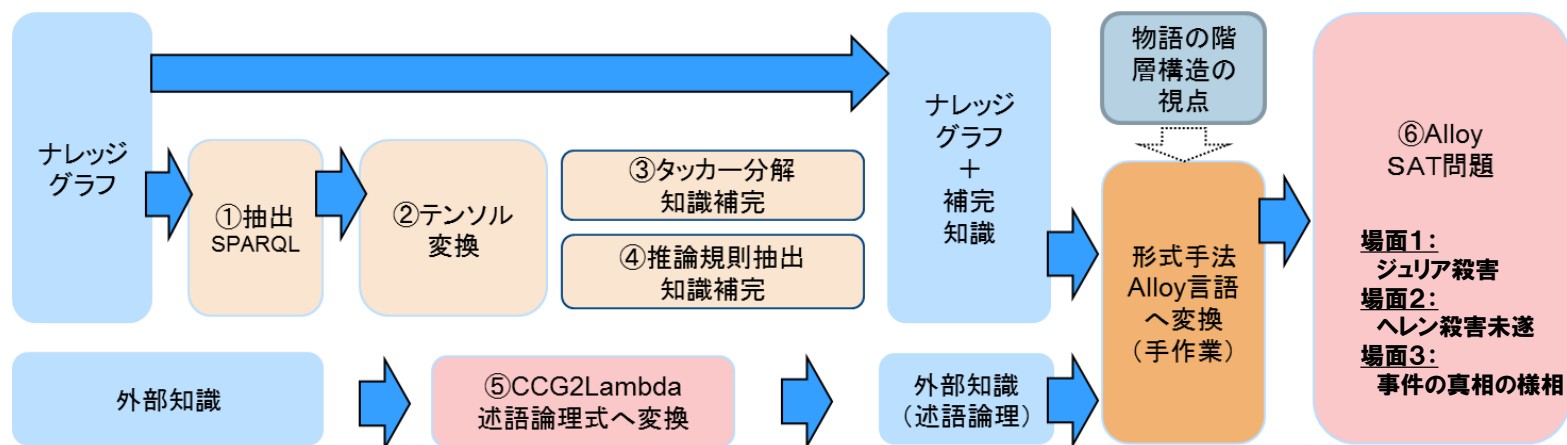 ナレッジ
グラフ
①抽出
SPARQL
②テンソル
変換
③タッカー分解
知識補完
④推論規則抽出
知識補完
ナレッジ
グラフ
+
補完
知識
物語の階
層構造の
視点
形式手法
Alloy言語
へ変換
(手作業)
⑥Alloy
SAT問題
場面1:
ジュリア殺害
場面2:
ヘレン殺害未遂
場面3:
事件の真相の様相
外部知識
⑤CCG2Lambda
述語論理式へ変換
外部知識
(述語論理)